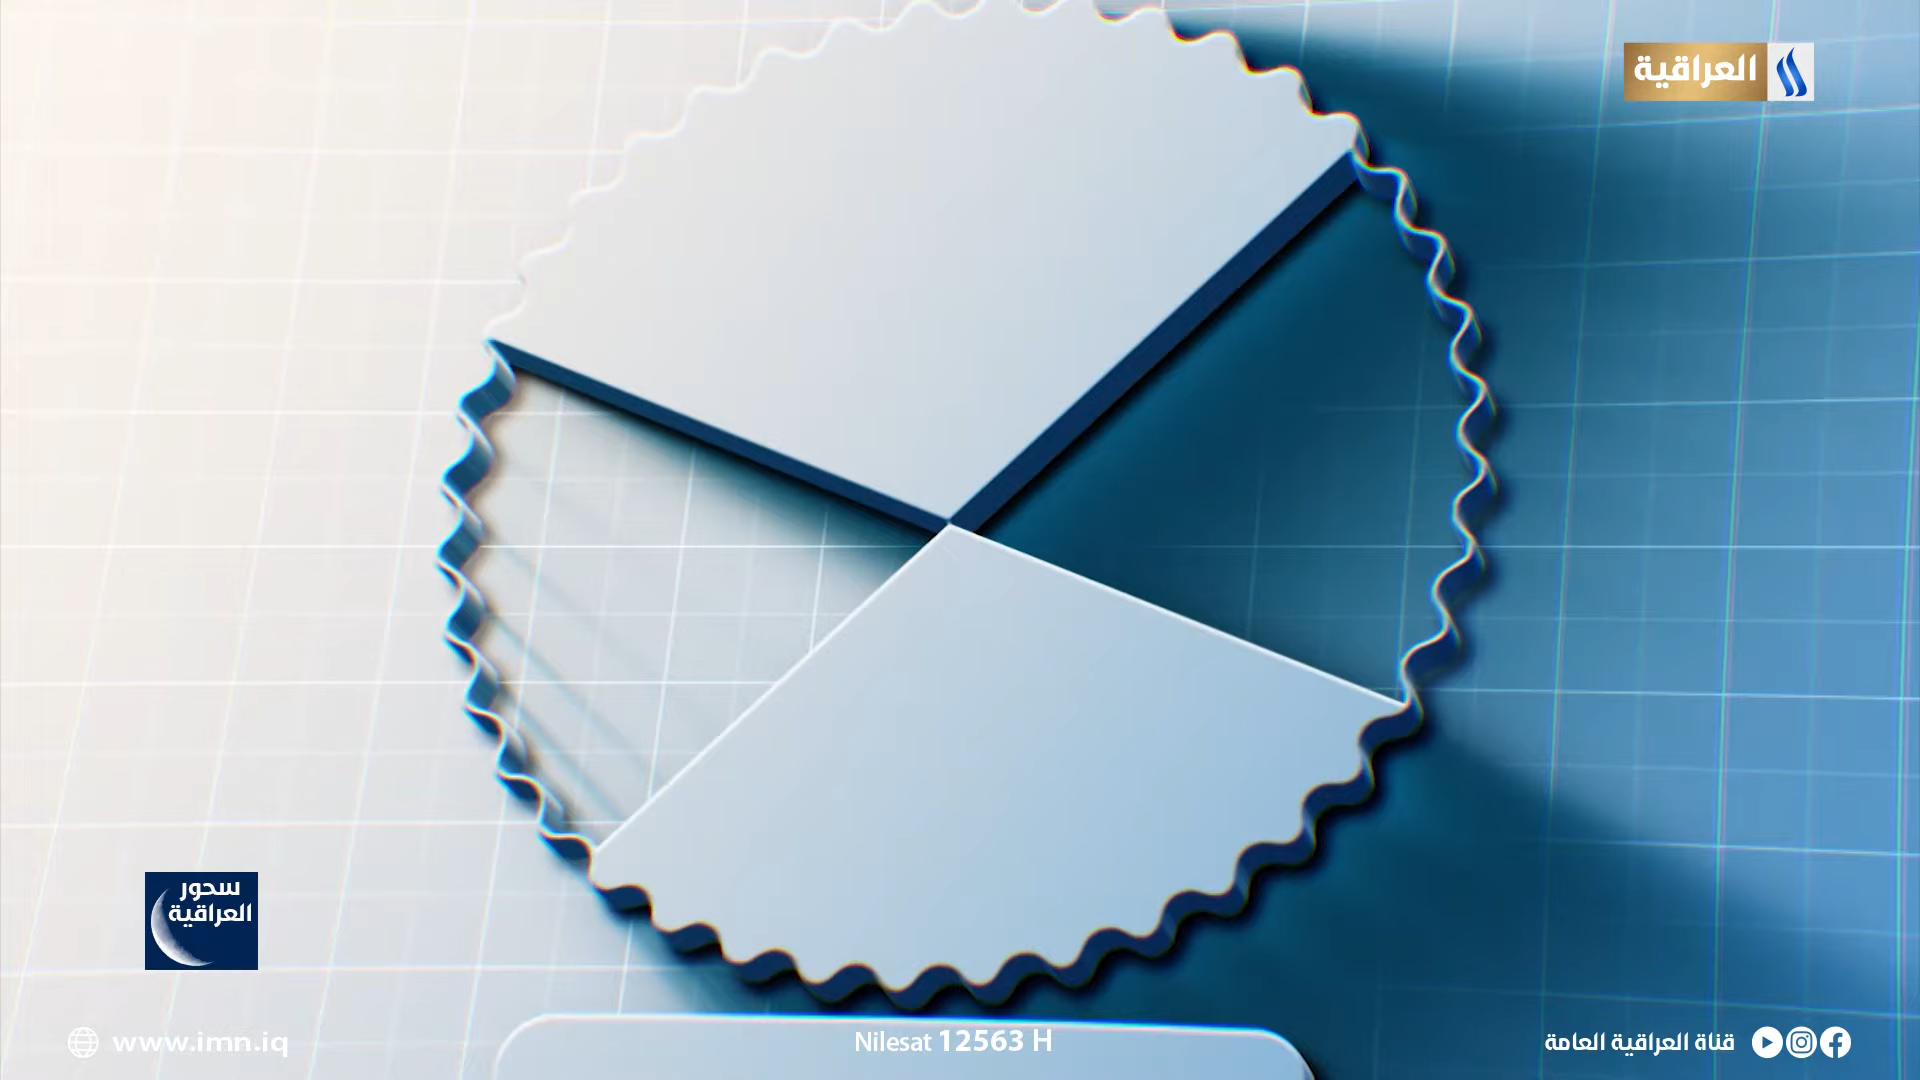 العراقية
سحور
العراقية
www.imn.iq
Nilesat 12563 H
قناة العراقية العامة